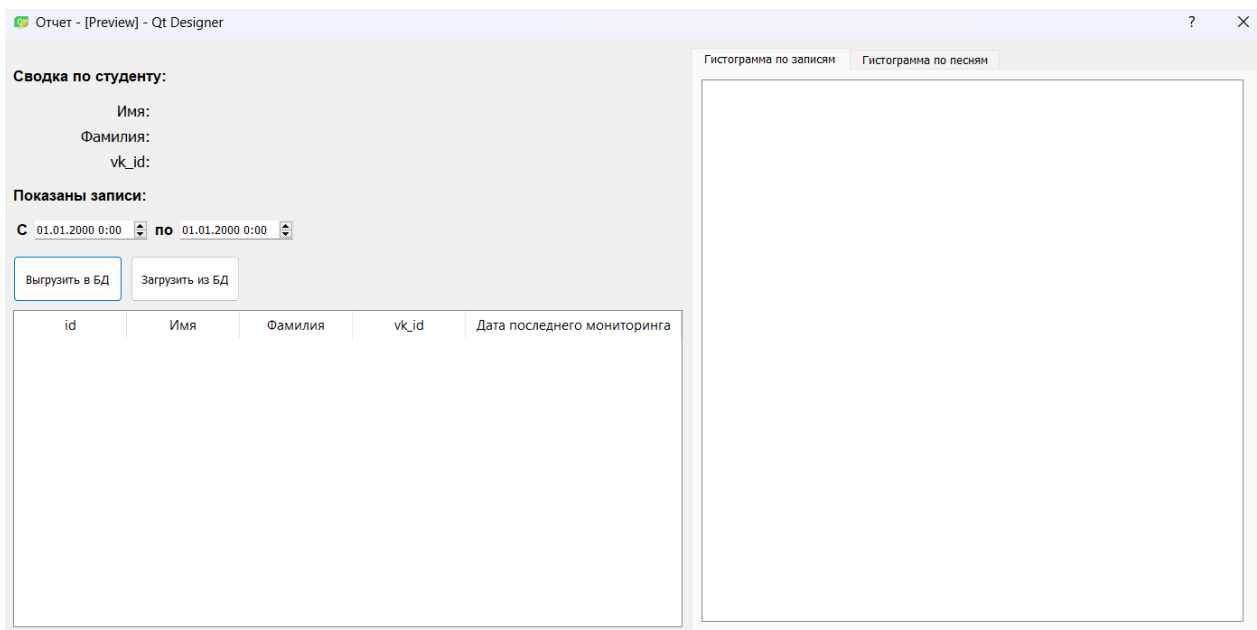 Отчет - [Preview] - Qt Designer
Сводка по студенту:
Имя:
Фамилия:
vk_id:
Показаны записи:
С 01.01.2000 0:00 по 01.01.2000 0:00
Выгрузить в БД Загрузить из БД
id Имя Фамилия vk_id Дата последнего мониторинга
Гистограмма по записям Гистограмма по песням